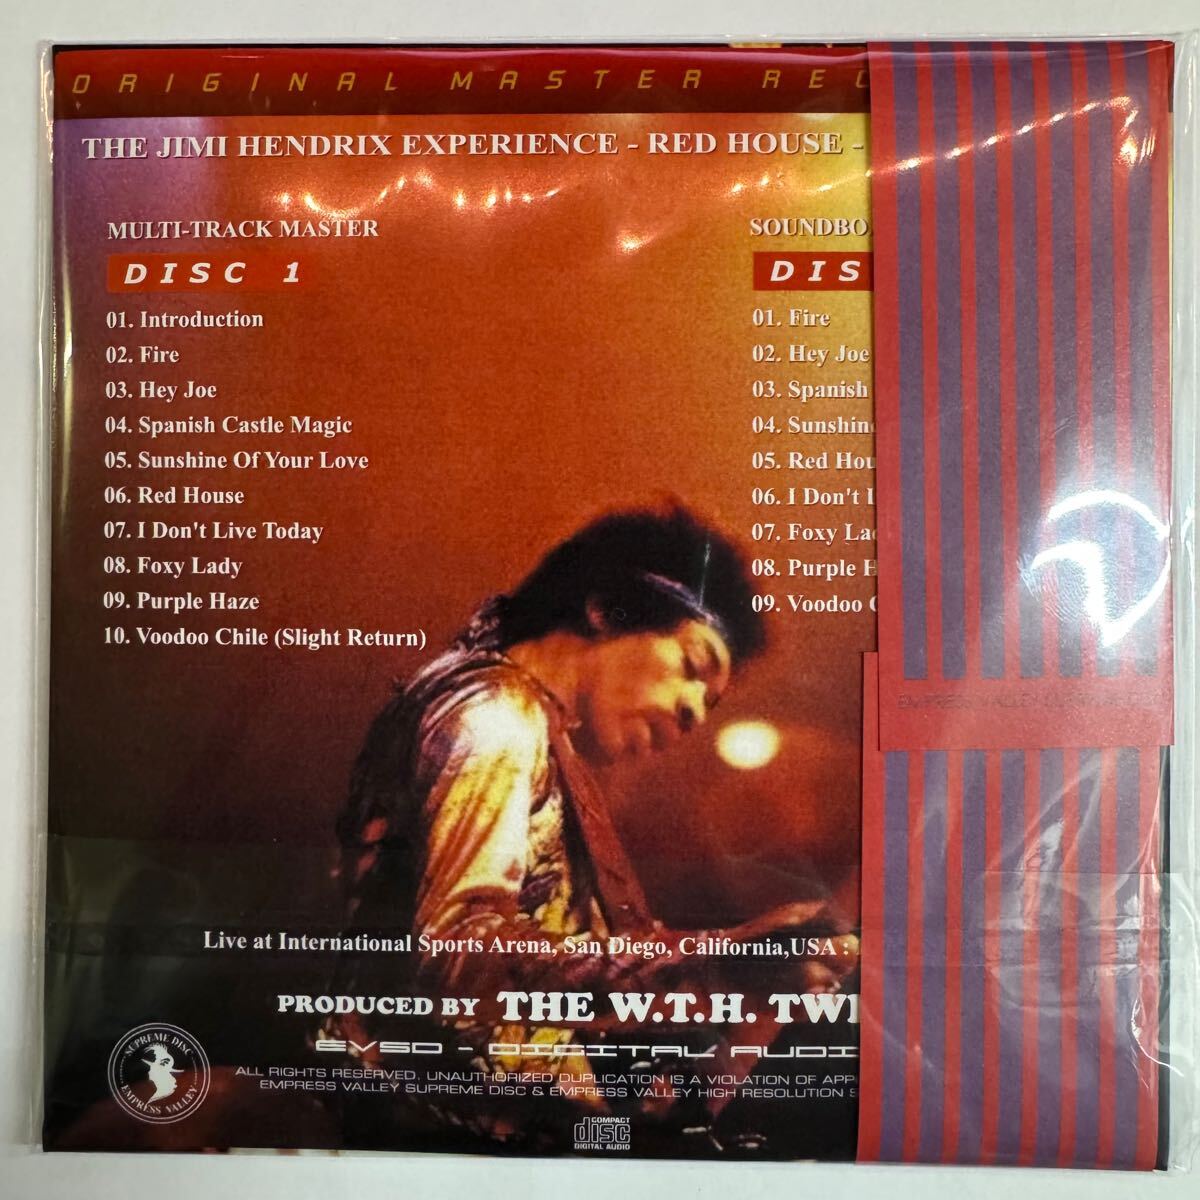 ORIGINAL MASTER REC
THE JIMI HENDRIX EXPERIENCE - RED HOUSE -
MULTI-TRACK MASTER
DISC 1
01. Introduction
02. Fire
03. Hey Joe
04. Spanish Castle Magic
05. Sunshine Of Your Love
06. Red House
07. I Don't Live Today
08. Foxy Lady
09. Purple Haze
10. Voodoo Chile (Slight Return)
SOUNDBO
DIS
01. Fire
02. Hey Joe
03. Spanish
04. Sunshin
05. Red Hou
06. I Don't
07. Foxy La
08. Purple
09. Voodoo
EMPRESS VALLEY
Live at International Sports Arena, San Diego, California,USA :
PRODUCED BY THE W.T.H. TWI
EVSD - DIGITAL AUDI
ALL RIGHTS RESERVED, UNAUTHORIZED DUPLICATION IS A VIOLATION OF APP
EMPRESS VALLEY SUPREME DISC & EMPRESS VALLEY HIGH RESOLUTION S
SUPREME DISC
EMPRESS VALLEY
COMPACT
disc
DIGITAL AUDIO